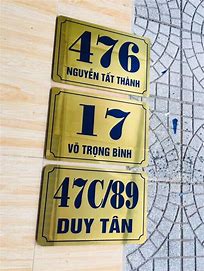 476
NGUYỄN TẤT THÀNH
17
VÕ TRỌNG BÌNH
47C/89
DUY TÂN